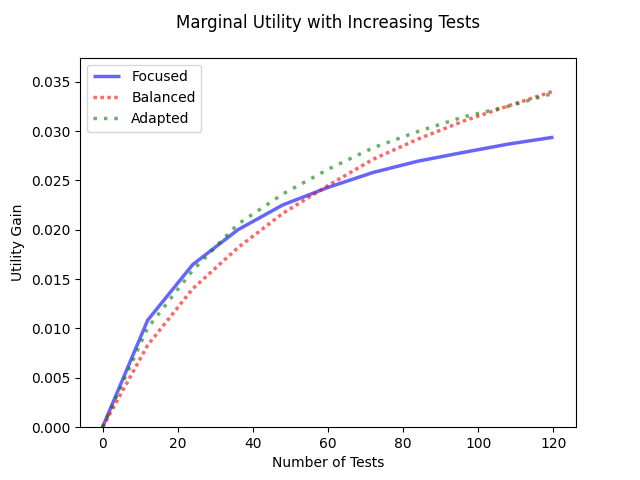 Marginal Utility with Increasing Tests
Focused
Balanced
Adapted
Utility Gain
0.035
0.030
0.025
0.020
0.015
0.010
0.005
0.000
0 20 40 60 80 100 120
Number of Tests